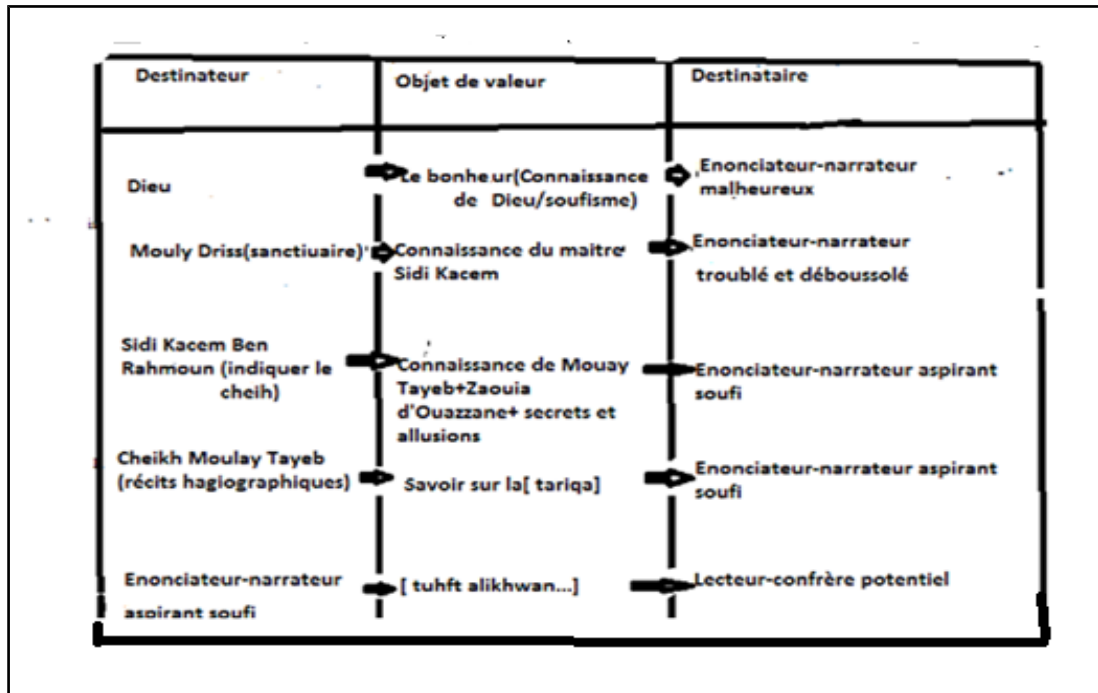 Destinateur
Objet de valeur
Destinataire
Dieu
Le bonheur(Connaissance
de Dieu/soufisme)
Enonciateur-narrateur
malheureux
Mouly Driss(sanctiuaire)
Connaissance du maître
Sidi Kacem
Enonciateur-narrateur
troublé et déboussolé
Sidi Kacem Ben
Rahmoun (indiquer le
cheih)
Connaissance de Mouay
Tayeb+Zaouia
d'Ouazzane+ secrets et
allusions
Enonciateur-narrateur aspirant
soufi
Cheikh Moulay Tayeb
(récits hagiographiques)
Savoir sur la[ tariqa]
Enonciateur-narrateur aspirant
soufi
Enonciateur-narrateur
aspirant soufi
[ tuhft alikhwan...]
Lecteur-confrère potentiel